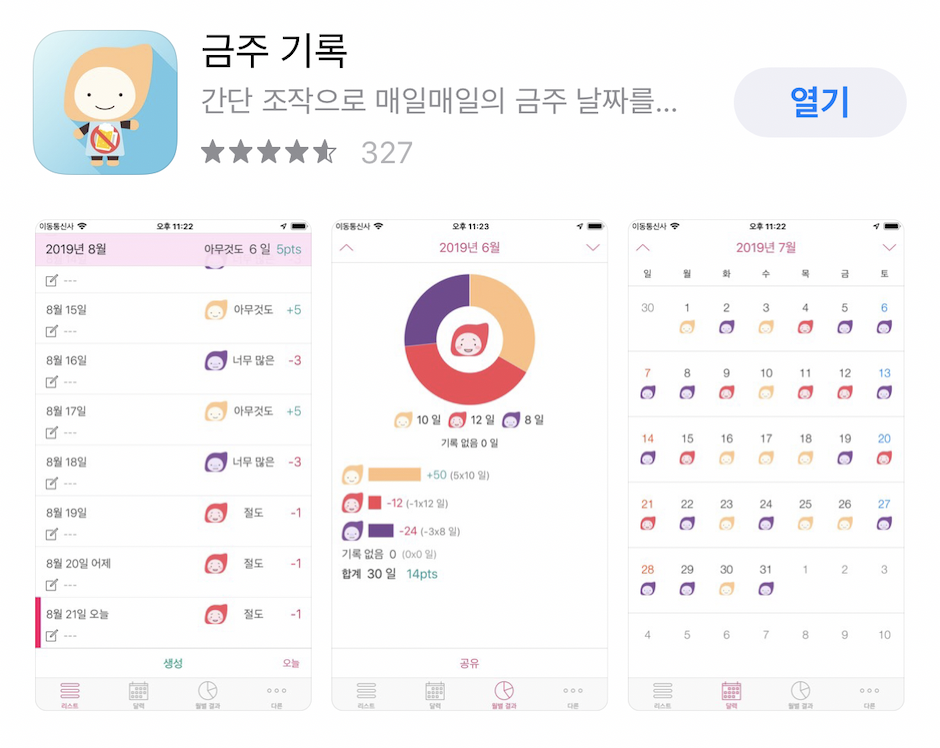 금주 기록
간단 조작으로 매일매일의 금주 날짜를...
열기
327
이동통신사 오후 11:22
2019년 8월 아무것도 6 일 5pts
---
8월 15일 아무것도 +5
---
8월 16일 너무 많은 -3
---
8월 17일 아무것도 +5
---
8월 18일 너무 많은 -3
---
8월 19일 절도 -1
---
8월 20일 어제 절도 -1
---
8월 21일 오늘 절도 -1
---
생성 오늘
리스트 달력 월별 결과 다른
이동통신사 오후 11:23
2019년 6월
10 일 12 일 8 일
기록 없음 0 일
+50 (5x10 일)
-12 (-1x12 일)
-24 (-3x8 일)
기록 없음 0 (0x0 일)
합계 30 일 14pts
공유
리스트 달력 월별 결과 다른
이동통신사 오후 11:22
2019년 7월
일 월 화 수 목 금 토
30 1 2 3 4 5 6
7 8 9 10 11 12 13
14 15 16 17 18 19 20
21 22 23 24 25 26 27
28 29 30 31 1 2 3
4 5 6 7 8 9 10
리스트 달력 월별 결과 다른